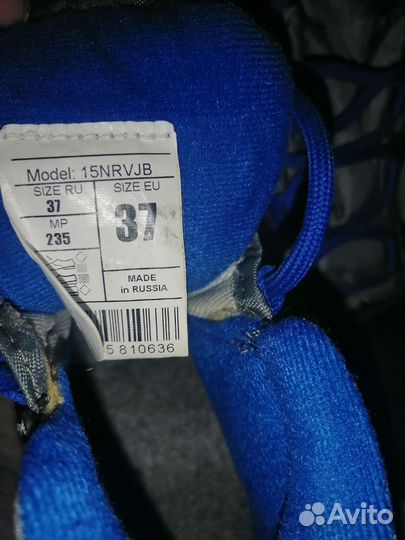 Model: 15NRVJB
SIZE RU
37
MP
235
SIZE EU
37
MADE
in RUSSIA
5 810636
Avito